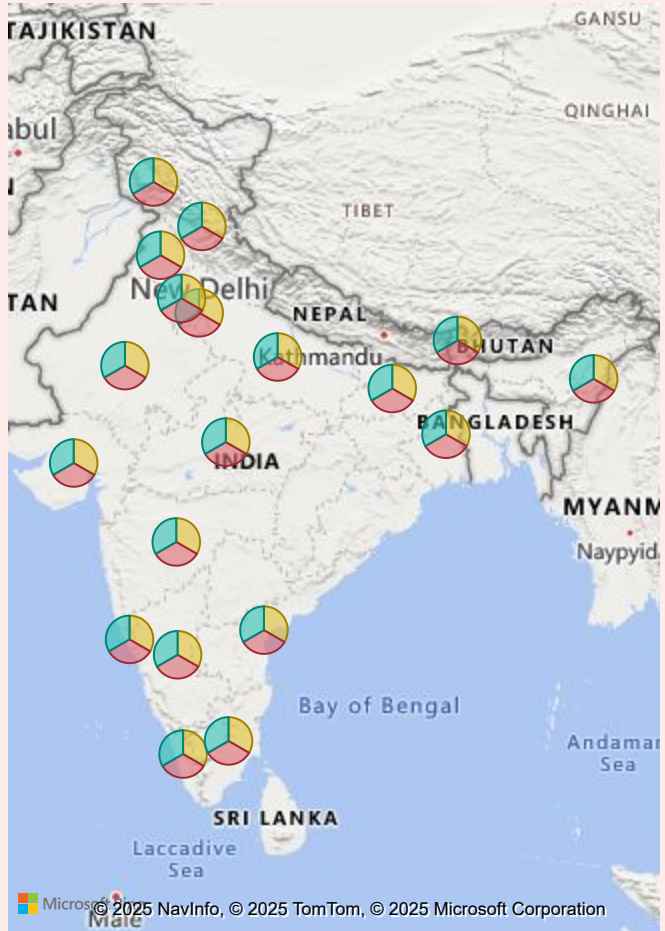 GANSU
TAJIKISTAN
QINGHAI
abul
N
TIBET
New Delhi
TAN
NEPAL
BHUTAN
Kathmandu
BANGLADESH
INDIA
MYANM
Naypyid
Bay of Bengal
Andaman
Sea
SRI LANKA
Laccadive
Sea
Microsoft
© 2025 NavInfo, © 2025 TomTom, © 2025 Microsoft Corporation
Male